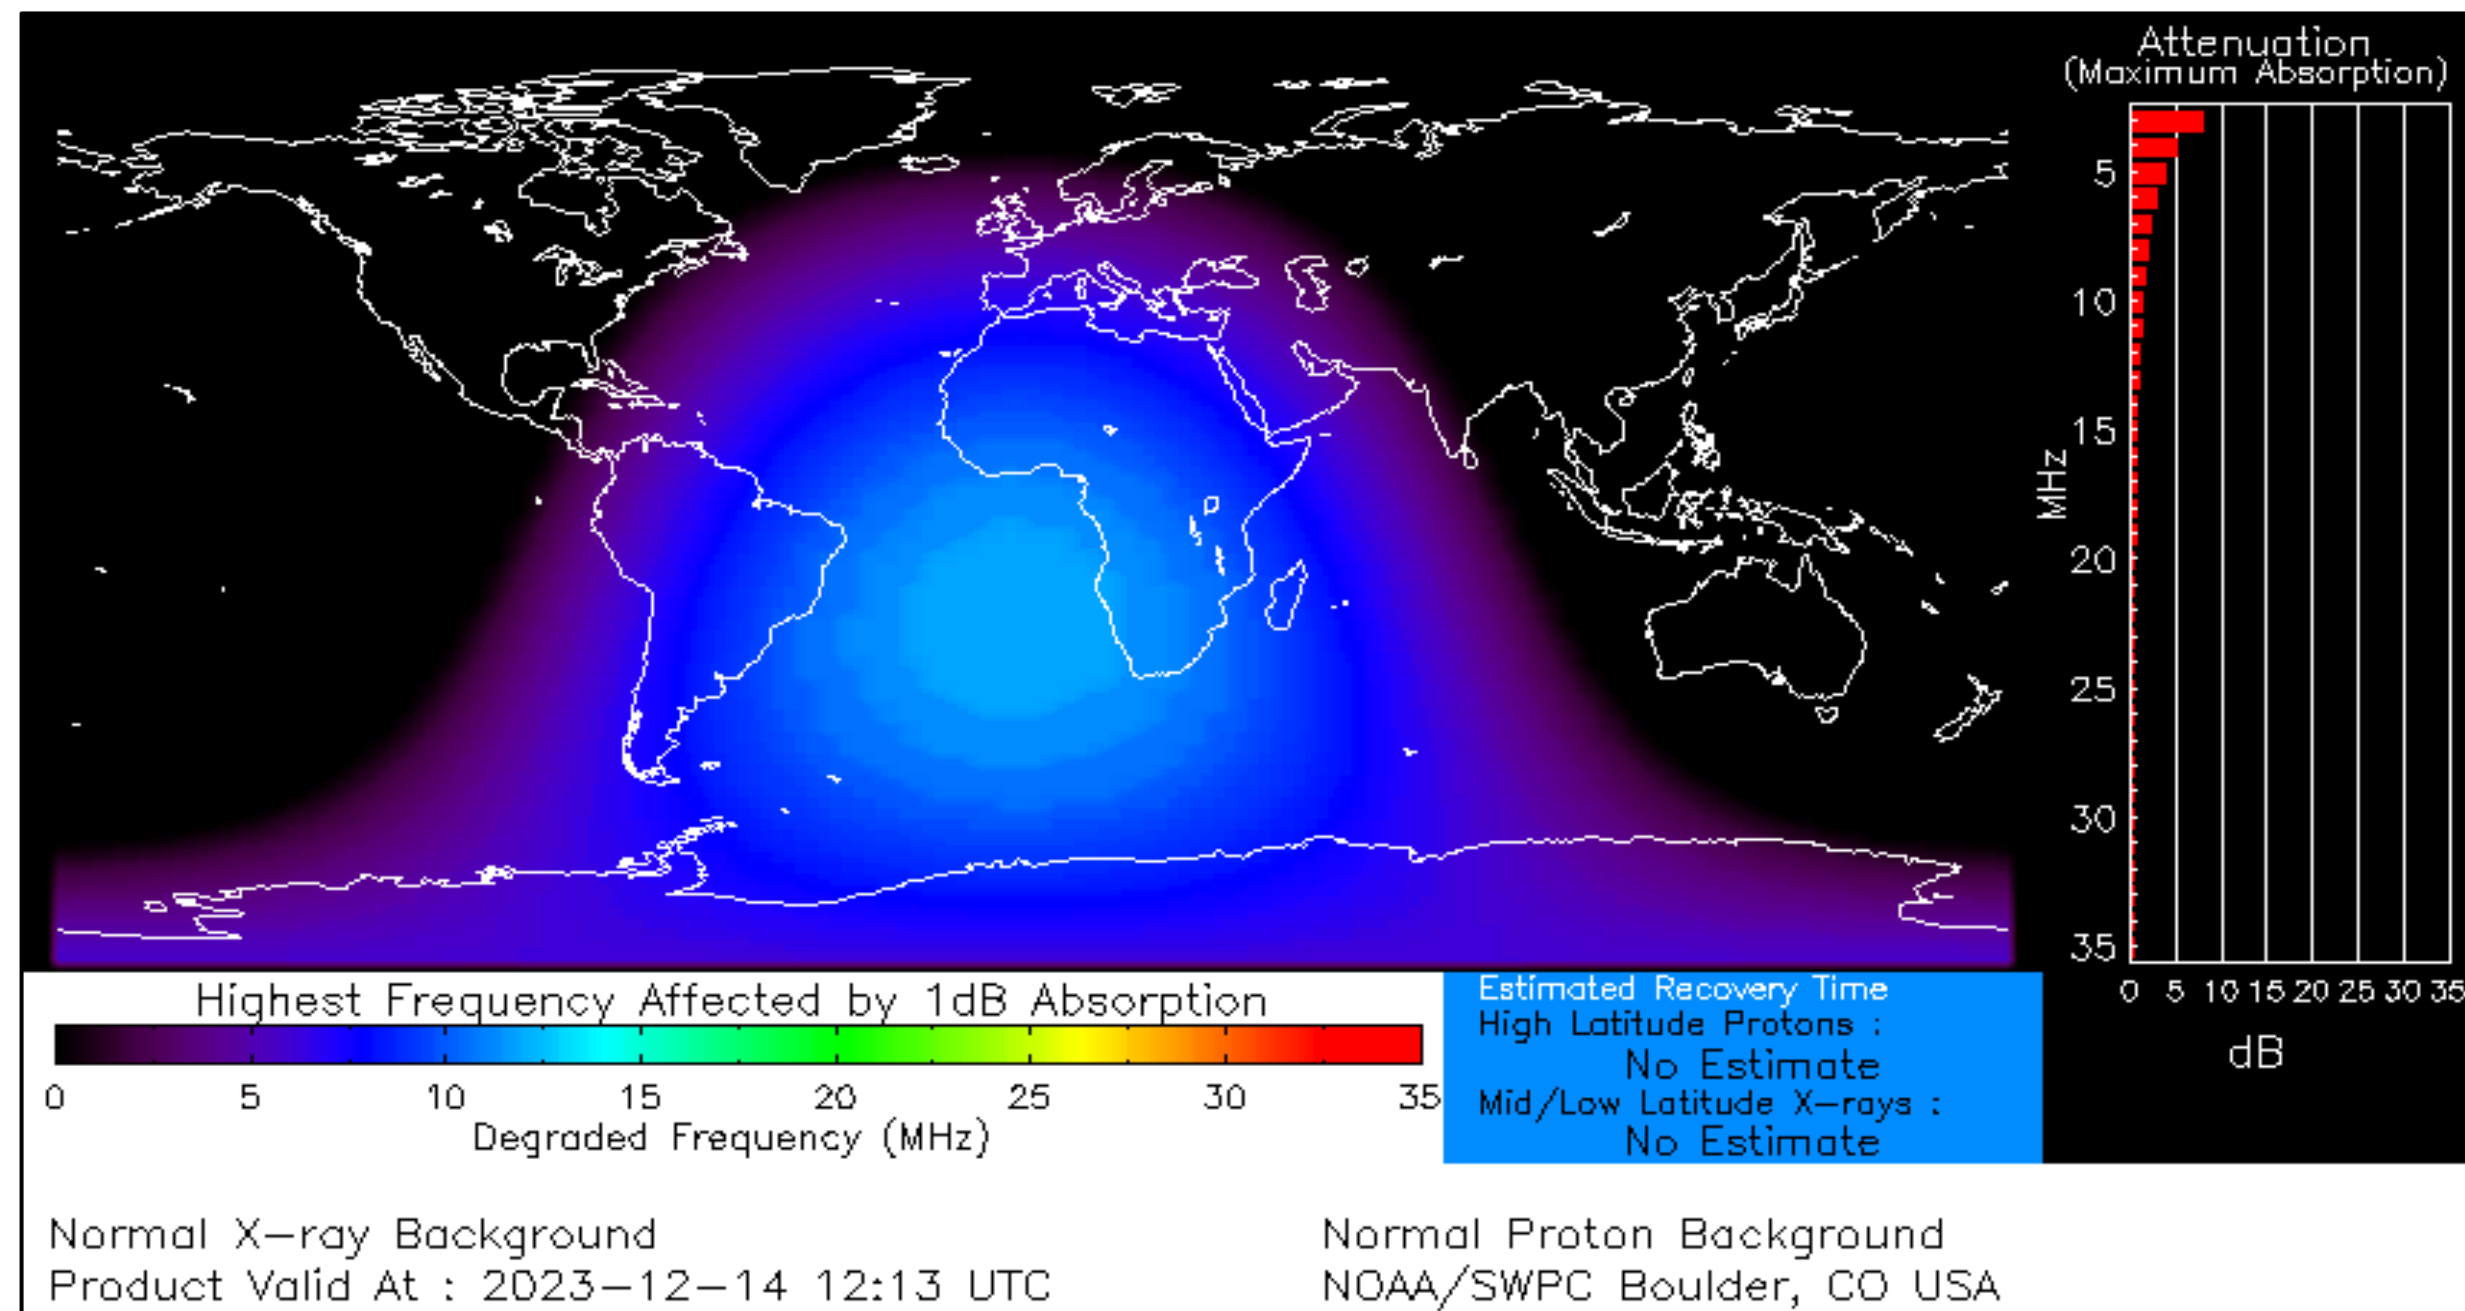 Attenuation
(Maximum Absorption)
5
10
15
20
25
30
35
MHz
0 5 10 15 20 25 30 35
dB
Highest Frequency Affected by 1dB Absorption
0 5 10 15 20 25 30 35
Degraded Frequency (MHz)
Estimated Recovery Time
High Latitude Protons :
No Estimate
Mid/Low Latitude X-rays :
No Estimate
Normal X-ray Background
Normal Proton Background
Product Valid At : 2023-12-14 12:13 UTC
NOAA/SWPC Boulder, CO USA